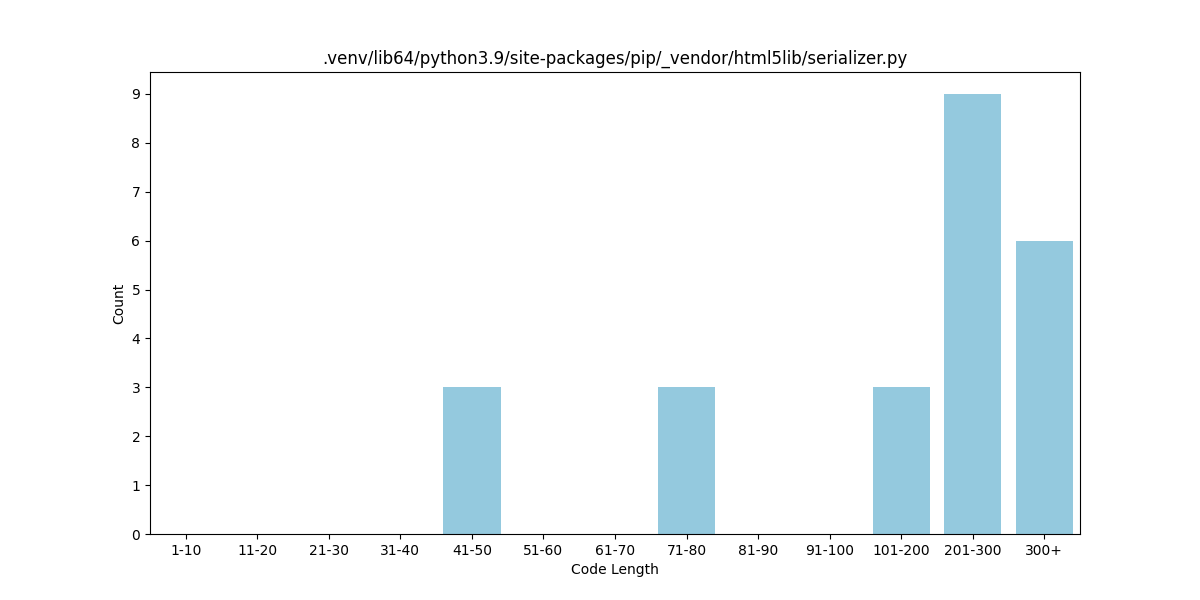 .venv/lib64/python3.9/site-packages/pip/_vendor/html5lib/serializer.py
9
8
7
6
5
4
3
2
1
0
Count
1-10 11-20 21-30 31-40 41-50 51-60 61-70 71-80 81-90 91-100 101-200 201-300 300+
Code Length